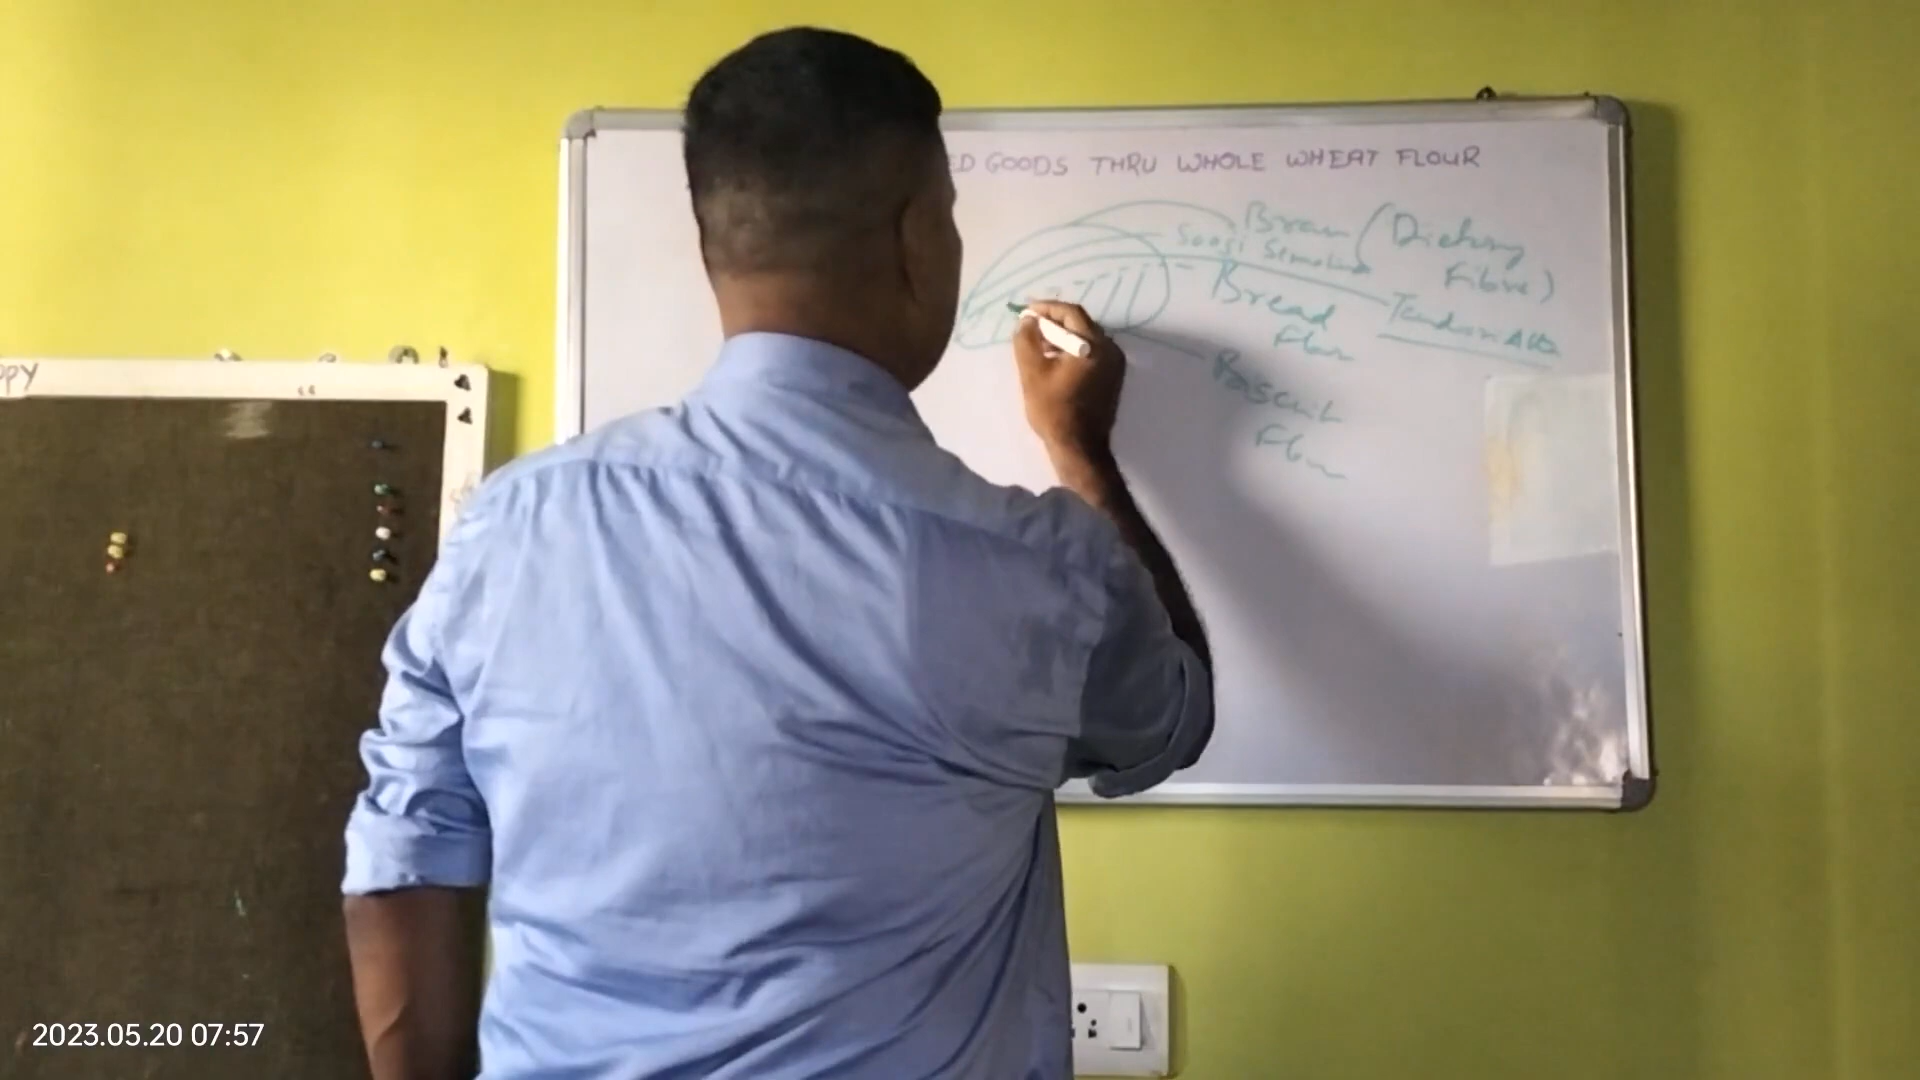 ED GOODS THRU WHOLE WHEAT FLOUR
Bran (Dietary
Fibre)
Soogi Semolina
Bread
Flour
Tandoori Atta
Biscuit
Flour
ppy
2023.05.20 07:57